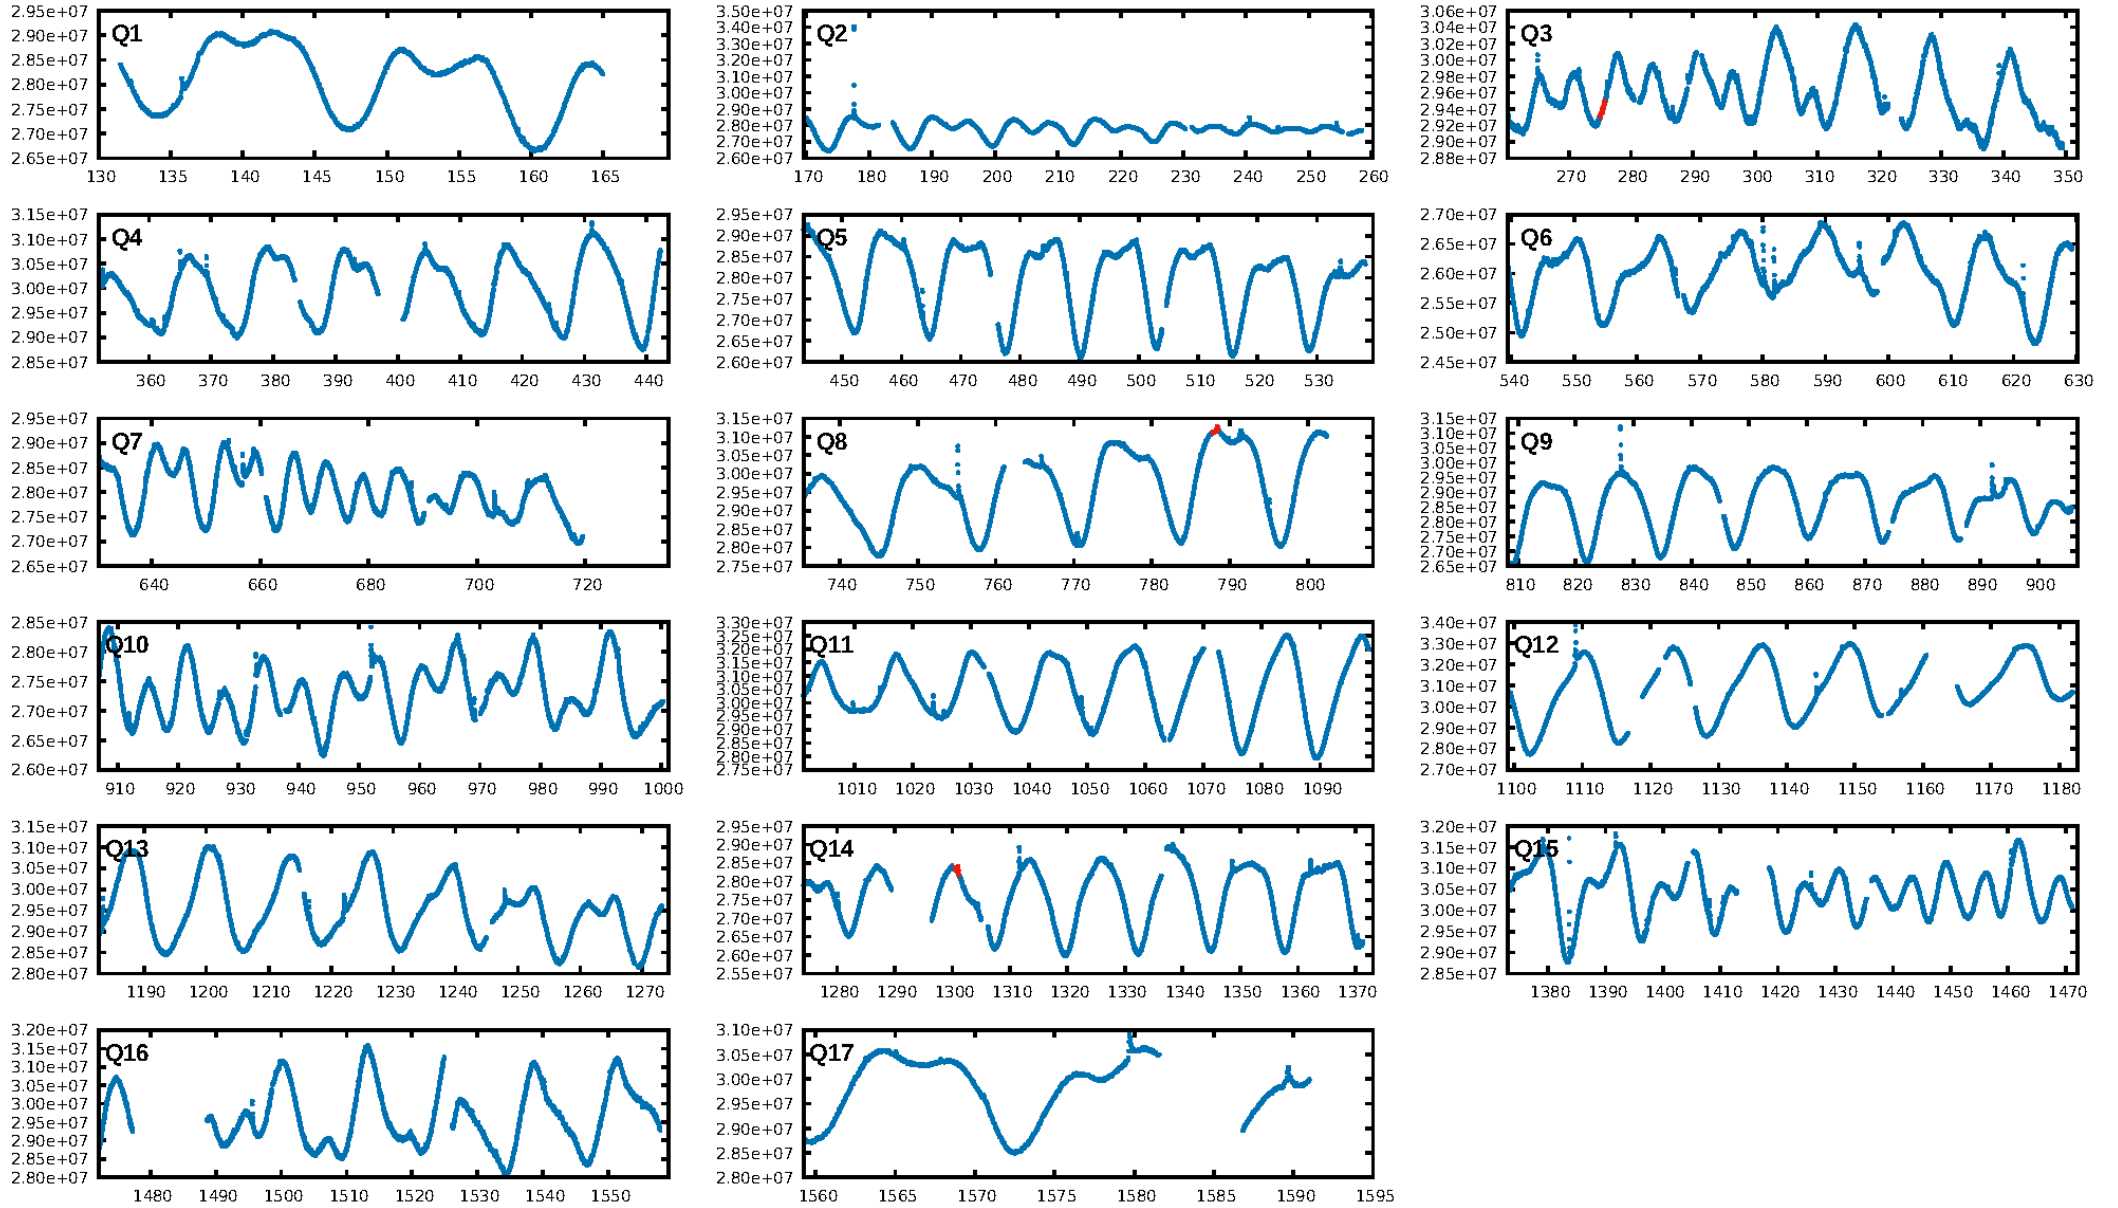 Q1
2.95e+07
2.90e+07
2.85e+07
2.80e+07
2.75e+07
2.70e+07
2.65e+07
130 135 140 145 150 155 160 165
Q2
3.50e+07
3.40e+07
3.30e+07
3.20e+07
3.10e+07
3.00e+07
2.90e+07
2.80e+07
2.70e+07
2.60e+07
170 180 190 200 210 220 230 240 250 260
Q3
3.06e+07
3.04e+07
3.02e+07
3.00e+07
2.98e+07
2.96e+07
2.94e+07
2.92e+07
2.90e+07
2.88e+07
270 280 290 300 310 320 330 340 350
Q4
3.15e+07
3.10e+07
3.05e+07
3.00e+07
2.95e+07
2.90e+07
2.85e+07
360 370 380 390 400 410 420 430 440
Q5
2.95e+07
2.90e+07
2.85e+07
2.80e+07
2.75e+07
2.70e+07
2.65e+07
2.60e+07
450 460 470 480 490 500 510 520 530
Q6
2.70e+07
2.65e+07
2.60e+07
2.55e+07
2.50e+07
2.45e+07
540 550 560 570 580 590 600 610 620 630
Q7
2.95e+07
2.90e+07
2.85e+07
2.80e+07
2.75e+07
2.70e+07
2.65e+07
640 660 680 700 720
Q8
3.15e+07
3.10e+07
3.05e+07
3.00e+07
2.95e+07
2.90e+07
2.85e+07
2.80e+07
2.75e+07
740 750 760 770 780 790 800
Q9
3.15e+07
3.10e+07
3.05e+07
3.00e+07
2.95e+07
2.90e+07
2.85e+07
2.80e+07
2.75e+07
2.70e+07
2.65e+07
810 820 830 840 850 860 870 880 890 900
Q10
2.85e+07
2.80e+07
2.75e+07
2.70e+07
2.65e+07
2.60e+07
910 920 930 940 950 960 970 980 990 1000
Q11
3.30e+07
3.25e+07
3.20e+07
3.15e+07
3.10e+07
3.05e+07
3.00e+07
2.95e+07
2.90e+07
2.85e+07
2.80e+07
2.75e+07
1010 1020 1030 1040 1050 1060 1070 1080 1090
Q12
3.40e+07
3.30e+07
3.20e+07
3.10e+07
3.00e+07
2.90e+07
2.80e+07
2.70e+07
1100 1110 1120 1130 1140 1150 1160 1170 1180
Q13
3.15e+07
3.10e+07
3.05e+07
3.00e+07
2.95e+07
2.90e+07
2.85e+07
2.80e+07
1190 1200 1210 1220 1230 1240 1250 1260 1270
Q14
2.95e+07
2.90e+07
2.85e+07
2.80e+07
2.75e+07
2.70e+07
2.65e+07
2.60e+07
2.55e+07
1280 1290 1300 1310 1320 1330 1340 1350 1360 1370
Q15
3.20e+07
3.15e+07
3.10e+07
3.05e+07
3.00e+07
2.95e+07
2.90e+07
2.85e+07
1380 1390 1400 1410 1420 1430 1440 1450 1460 1470
Q16
3.20e+07
3.15e+07
3.10e+07
3.05e+07
3.00e+07
2.95e+07
2.90e+07
2.85e+07
2.80e+07
1480 1490 1500 1510 1520 1530 1540 1550
Q17
3.10e+07
3.05e+07
3.00e+07
2.95e+07
2.90e+07
2.85e+07
2.80e+07
1560 1565 1570 1575 1580 1585 1590 1595